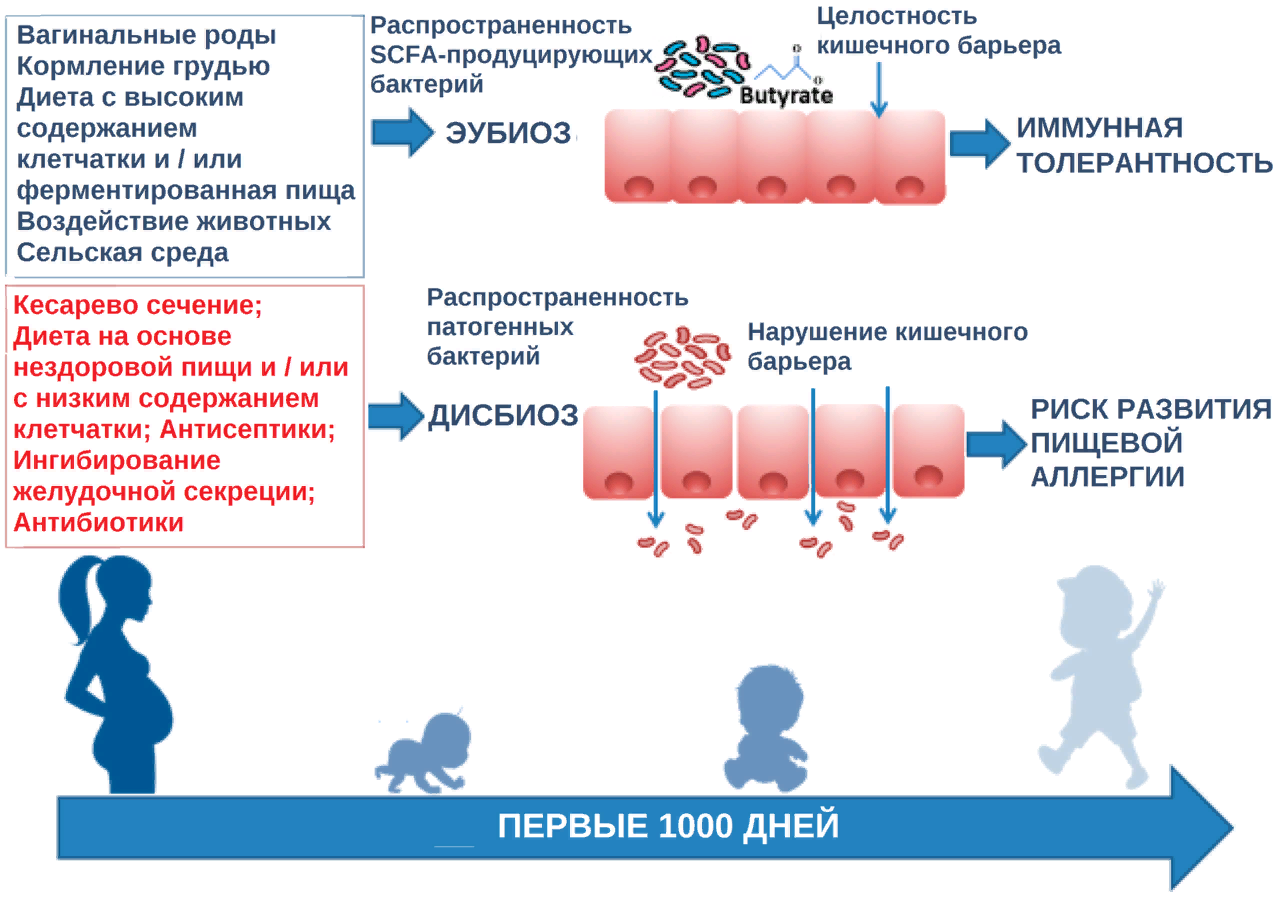 Вагинальные роды
Кормление грудью
Диета с высоким
содержанием
клетчатки и / или
ферментированная пища
Воздействие животных
Сельская среда
Распространенность
SCFA-продуцирующих
бактерий
ЭУБИОЗ
Butyrate
Целостность
кишечного барьера
ИММУННАЯ
ТОЛЕРАНТНОСТЬ
Кесарево сечение;
Диета на основе
нездоровой пищи и / или
с низким содержанием
клетчатки; Антисептики;
Ингибирование
желудочной секреции;
Антибиотики
Распространенность
патогенных
бактерий
ДИСБИОЗ
Нарушение кишечного
барьера
РИСК РАЗВИТИЯ
ПИЩЕВОЙ
АЛЛЕРГИИ
ПЕРВЫЕ 1000 ДНЕЙ